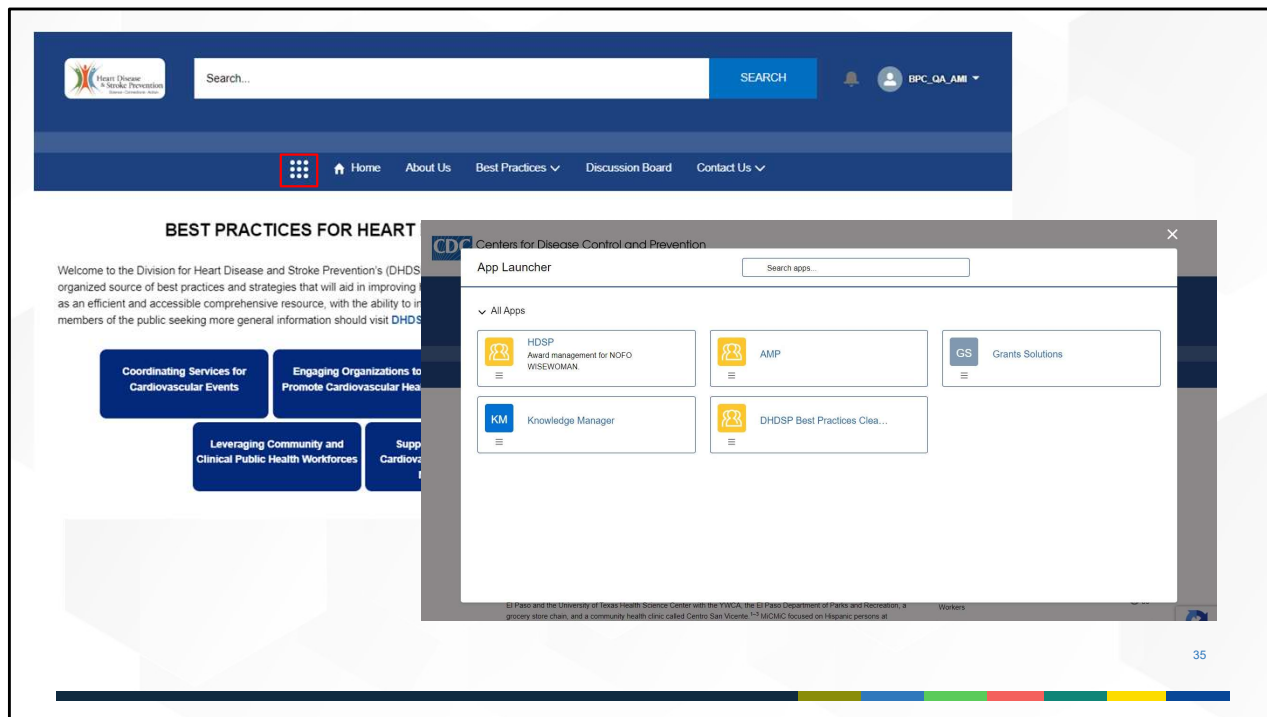 Heart Disease
& Stroke Prevention
Search...
SEARCH
BPC_QA_AMI
Home About Us Best Practices Discussion Board Contact Us
BEST PRACTICES FOR HEART
Welcome to the Division for Heart Disease and Stroke Prevention's (DHDS
organized source of best practices and strategies that will aid in improving
as an efficient and accessible comprehensive resource, with the ability to in
members of the public seeking more general information should visit DHDS
Coordinating Services for
Cardiovascular Events
Engaging Organizations to
Promote Cardiovascular Hea
Leveraging Community and
Clinical Public Health Workforces
Supp
Cardiova
CDC Centers for Disease Control and Prevention
App Launcher
Search apps...
All Apps
HDSP
Award management for NOFO
WISEWOMAN.
AMP
GS Grants Solutions
KM Knowledge Manager
DHDSP Best Practices Clea...
El Paso and the University of Texas Health Science Center with the YWCA, the El Paso Department of Parks and Recreation, a
grocery store chain, and a community health clinic called Centro San Vicente.1–3 MiCMiC focused on Hispanic persons at
Workers
35